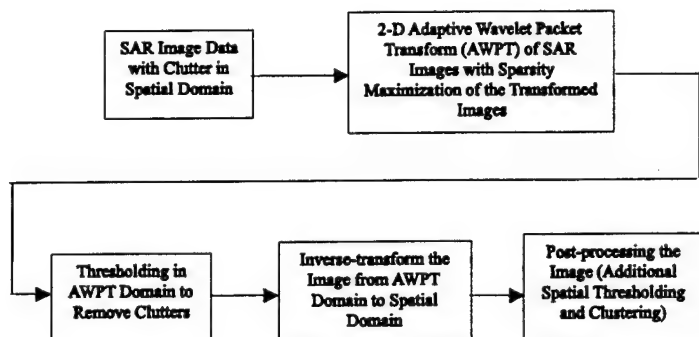 SAR Image Data
with Clutter in
Spatial Domain
2-D Adaptive Wavelet Packet
Transform (AWPT) of SAR
Images with Sparsity
Maximization of the Transformed
Images
Thresholding in
AWPT Domain to
Remove Clutters
Inverse-transform the
Image from AWPT
Domain to Spatial
Domain
Post-processing the
Image (Additional
Spatial Thresholding
and Clustering)